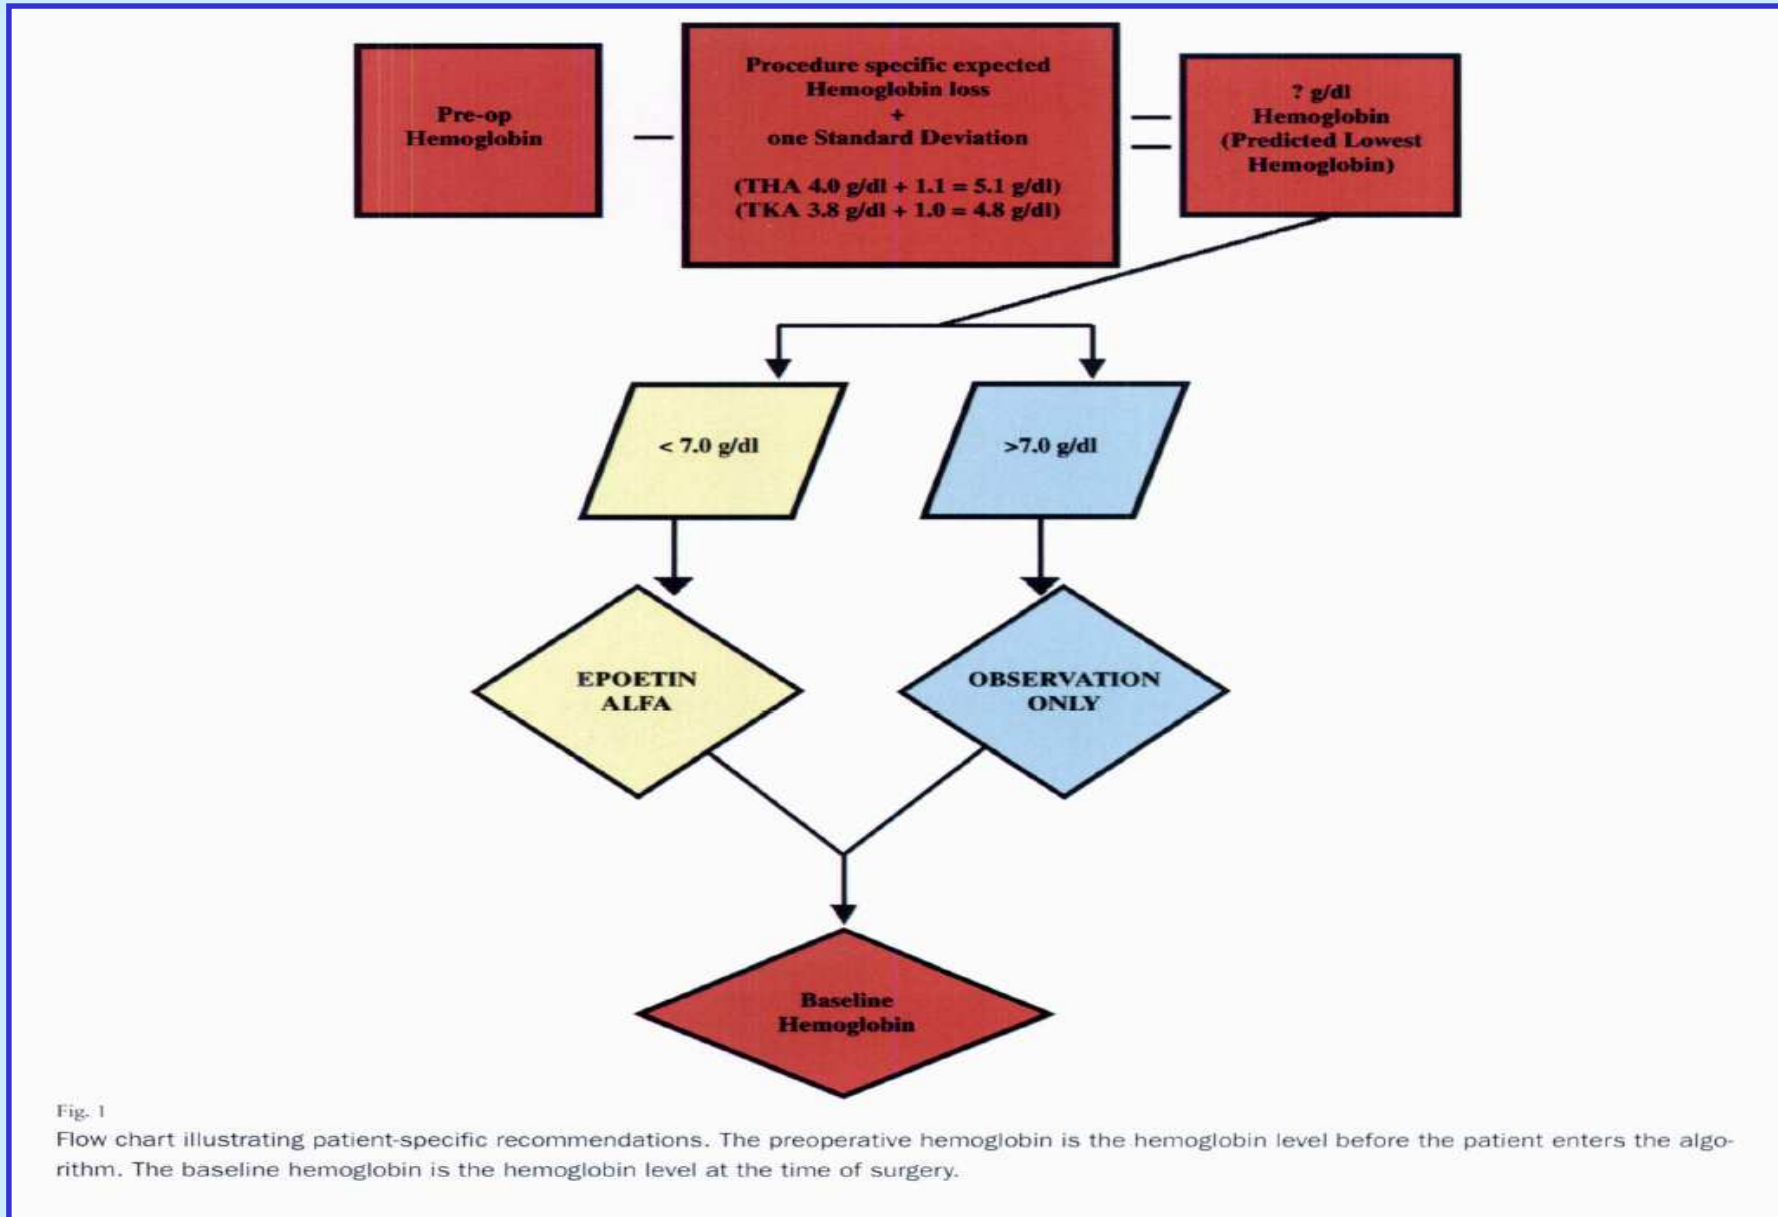 Pre-op
Hemoglobin
—
Procedure specific expected
Hemoglobin loss
+
one Standard Deviation
(THA 4.0 g/dl + 1.1 = 5.1 g/dl)
(TKA 3.8 g/dl + 1.0 = 4.8 g/dl)
=
? g/dl
Hemoglobin
(Predicted Lowest
Hemoglobin)
< 7.0 g/dl
>7.0 g/dl
EPOETIN
ALFA
OBSERVATION
ONLY
Baseline
Hemoglobin
Fig. 1
Flow chart illustrating patient-specific recommendations. The preoperative hemoglobin is the hemoglobin level before the patient enters the algo-
rithm. The baseline hemoglobin is the hemoglobin level at the time of surgery.